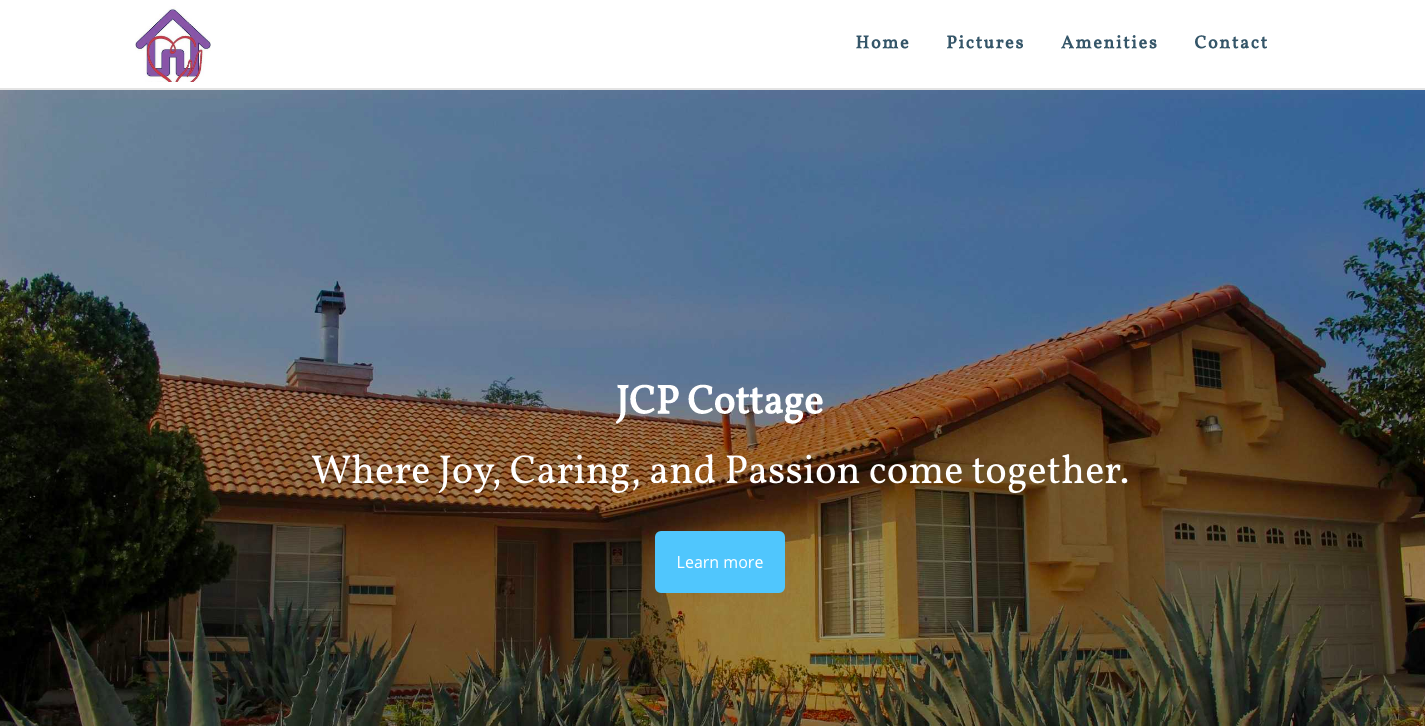 Home Pictures Amenities Contact
JCP Cottage
Where Joy, Caring, and Passion come together.
Learn more